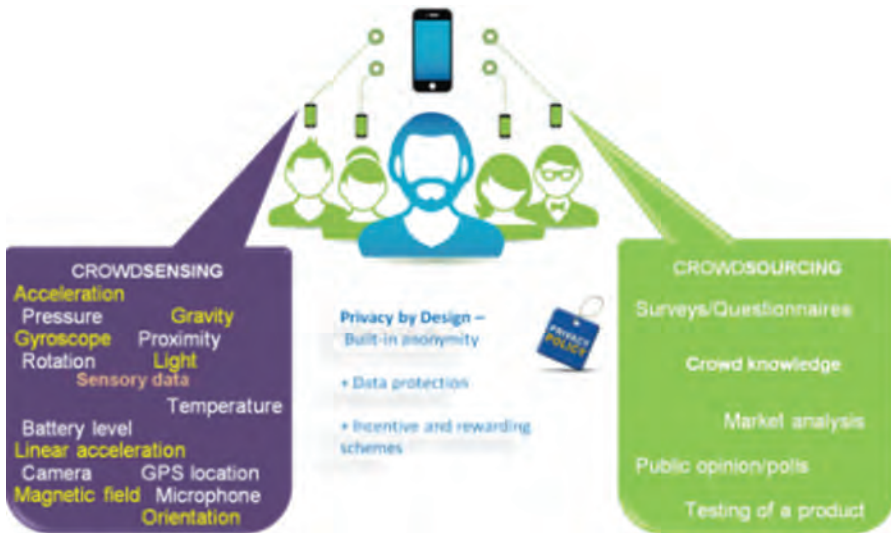 CROWDSENSING
Acceleration
Pressure Gravity
Gyroscope Proximity
Rotation Light
Sensory data
Temperature
Battery level
Linear acceleration
Camera GPS location
Magnetic field Microphone
Orientation
Privacy by Design –
Built-in anonymity
+ Data protection
+ Incentive and rewarding
schemes
PRIVACY
POLICY
CROWDSOURCING
Surveys/Questionnaires
Crowd knowledge
Market analysis
Public opinion/polls
Testing of a product